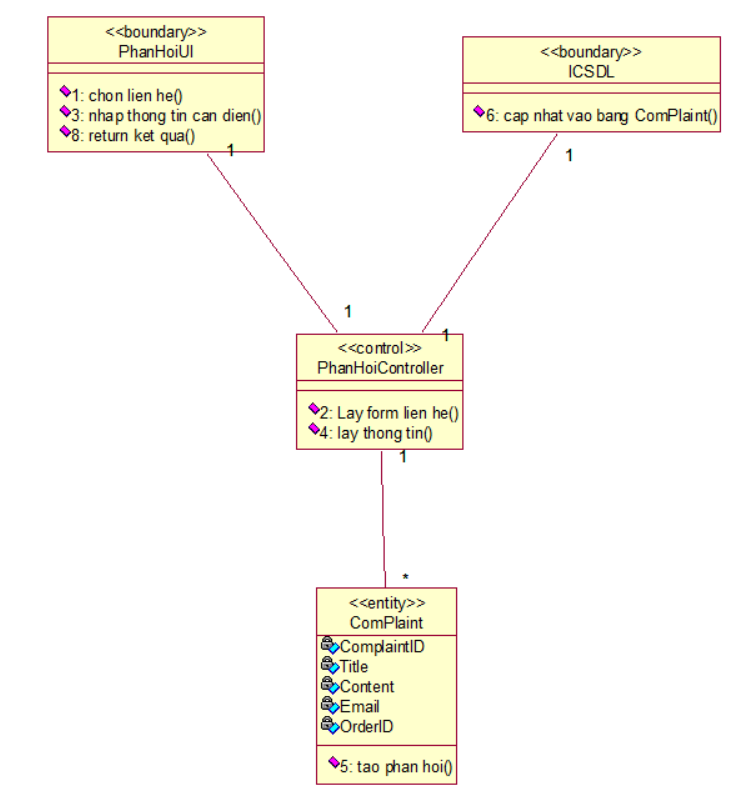 <<boundary>>
PhanHoiUI
1: chon lien he()
3: nhap thong tin can dien()
8: return ket qua()
1
<<boundary>>
ICSDL
6: cap nhat vao bang ComPlaint()
1
1
1
<<control>>
PhanHoiController
2: Lay form lien he()
4: lay thong tin()
1
*
<<entity>>
ComPlaint
ComplaintID
Title
Content
Email
OrderID
5: tao phan hoi()